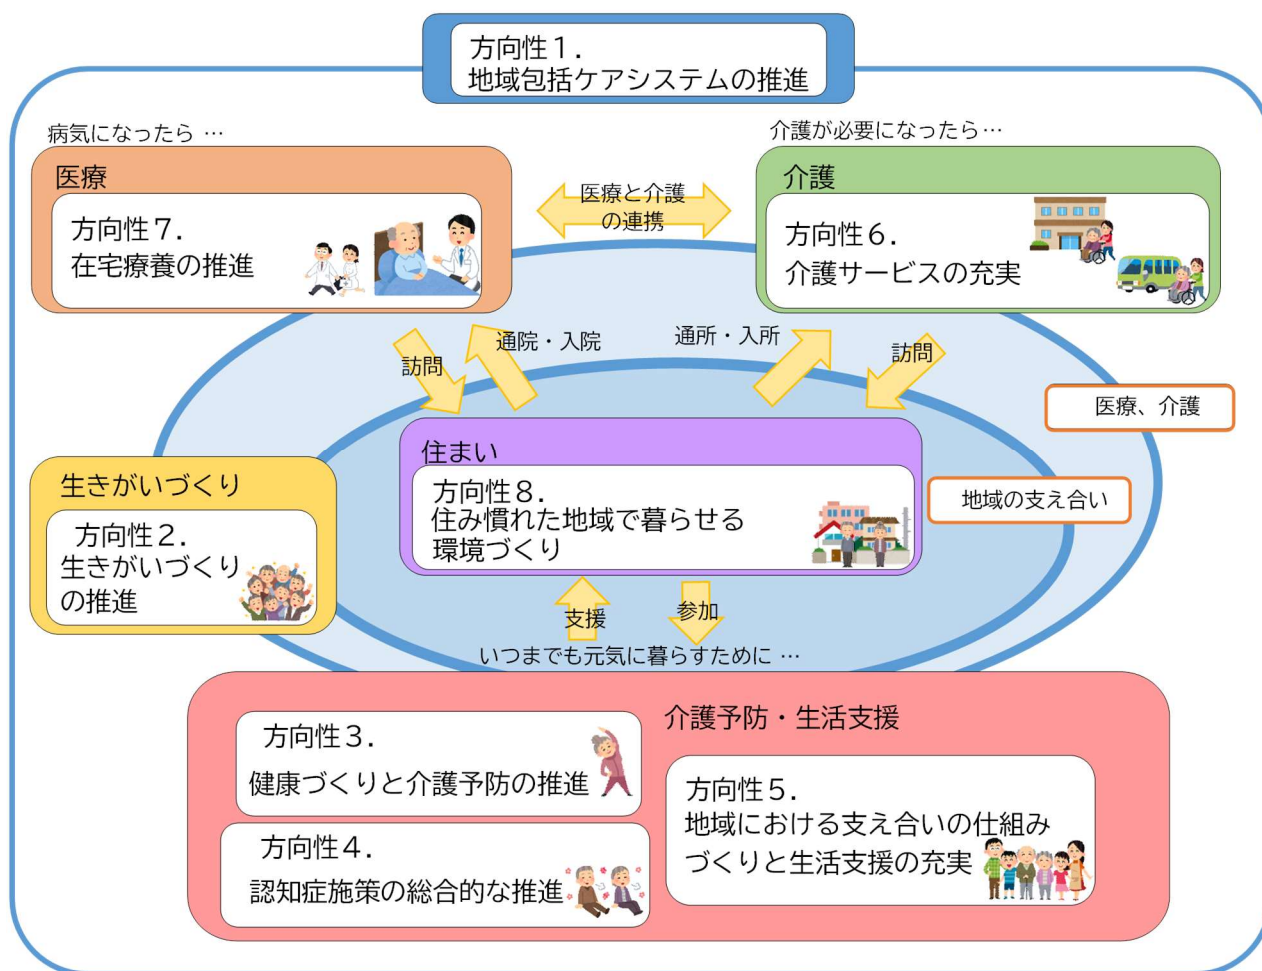 方向性１．
地域包括ケアシステムの推進
病気になったら …
介護が必要になったら…
医療
方向性７．
在宅療養の推進
医療と介護
の連携
介護
方向性６．
介護サービスの充実
訪問
通院・入院
通所・入所
訪問
医療、介護
住まい
方向性８．
住み慣れた地域で暮らせる
環境づくり
地域の支え合い
生きがいづくり
方向性２．
生きがいづくり
の推進
支援
参加
いつまでも元気に暮らすために …
介護予防・生活支援
方向性３．
健康づくりと介護予防の推進
方向性４．
認知症施策の総合的な推進
方向性５．
地域における支え合いの仕組み
づくりと生活支援の充実